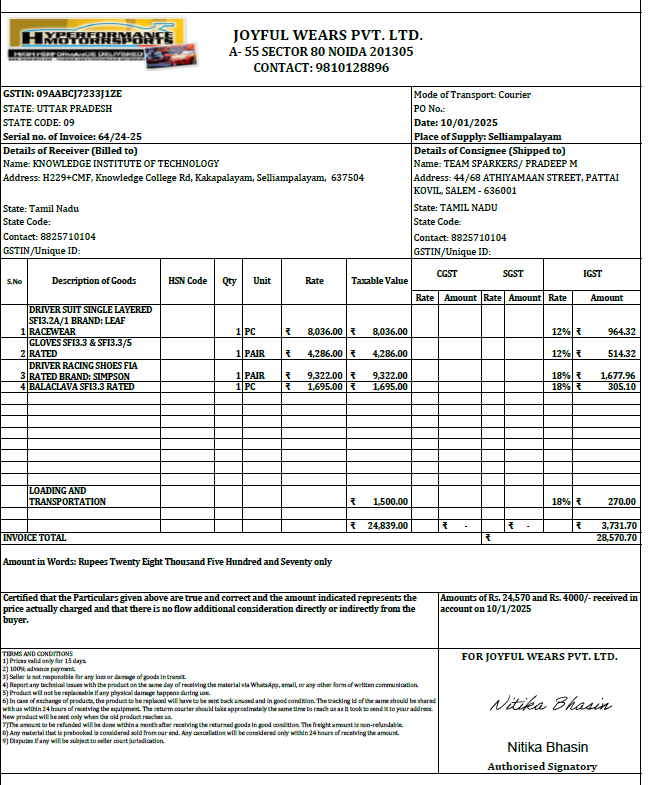 HYPERFORMANCE
MOTORRSPORTS
HIGH PERFORMANCE DELIVERED
JOYFUL WEARS PVT. LTD.
A- 55 SECTOR 80 NOIDA 201305
CONTACT: 9810128896
GSTIN: 09AABCJ7233J1ZE
STATE: UTTAR PRADESH
STATE CODE: 09
Serial no. of Invoice: 64/24-25
Mode of Transport: Courier
PO No.:
Date: 10/01/2025
Place of Supply: Selliampalayam
Details of Receiver (Billed to)
Name: KNOWLEDGE INSTITUTE OF TECHNOLOGY
Address: H229+CMF, Knowledge College Rd, Kakapalayam, Selliampalayam, 637504
State: Tamil Nadu
State Code:
Contact: 8825710104
GSTIN/Unique ID:
Details of Consignee (Shipped to)
Name: TEAM SPARKERS/ PRADEEP M
Address: 44/68 ATHIYAMAAN STREET, PATTAI
KOVIL, SALEM - 636001
State: TAMIL NADU
State Code:
Contact: 8825710104
GSTIN/Unique ID:
S.No Description of Goods HSN Code Qty Unit Rate Taxable Value CGST SGST IGST
Rate Amount Rate Amount Rate Amount
DRIVER SUIT SINGLE LAYERED
SFI3.2A/1 BRAND: LEAF
1 RACEWEAR 1 PC ₹ 8,036.00 ₹ 8,036.00 12% ₹ 964.32
GLOVES SFI3.3 & SFI3.3/5
2 RATED 1 PAIR ₹ 4,286.00 ₹ 4,286.00 12% ₹ 514.32
DRIVER RACING SHOES FIA
3 RATED BRAND: SIMPSON 1 PAIR ₹ 9,322.00 ₹ 9,322.00 18% ₹ 1,677.96
4 BALACLAVA SFI3.3 RATED 1 PC ₹ 1,695.00 ₹ 1,695.00 18% ₹ 305.10
LOADING AND
TRANSPORTATION ₹ 1,500.00 18% ₹ 270.00
₹ 24,839.00 ₹ - ₹ - ₹ 3,731.70
INVOICE TOTAL ₹ 28,570.70
Amount in Words: Rupees Twenty Eight Thousand Five Hundred and Seventy only
Certified that the Particulars given above are true and correct and the amount indicated represents the
price actually charged and that there is no flow additional consideration directly or indirectly from the
buyer.
Amounts of Rs. 24,570 and Rs. 4000/- received in
account on 10/1/2025
TERMS AND CONDITIONS
1) Prices valid only for 15 days.
2) 100% advance payment.
3) Seller is not responsible for any loss or damage of goods in transit.
4) Report any technical issues with the product on the same day of receiving the material via WhatsApp, email, or any other form of written communication.
5) Product will not be replaceable if any physical damage happens during use.
6) In case of exchange of products, the product to be replaced will have to be sent back unused and in good condition. The tracking id of the same should be shared
with us within 24 hours of receiving the equipment. The return courier should take approximately the same time to reach us as it took to send it to your address.
New product will be sent only when the old product reaches us.
7)The amount to be refunded will be done within a month after receiving the returned goods in good condition. The freight amount is non-refundable.
8) Any material that is prebooked is considered sold from our end. Any cancellation will be considered only within 24 hours of receiving the amount.
9) Disputes if any will be subject to seller court jurisdication.
FOR JOYFUL WEARS PVT. LTD.
Nitika Bhasin
Nitika Bhasin
Authorised Signatory